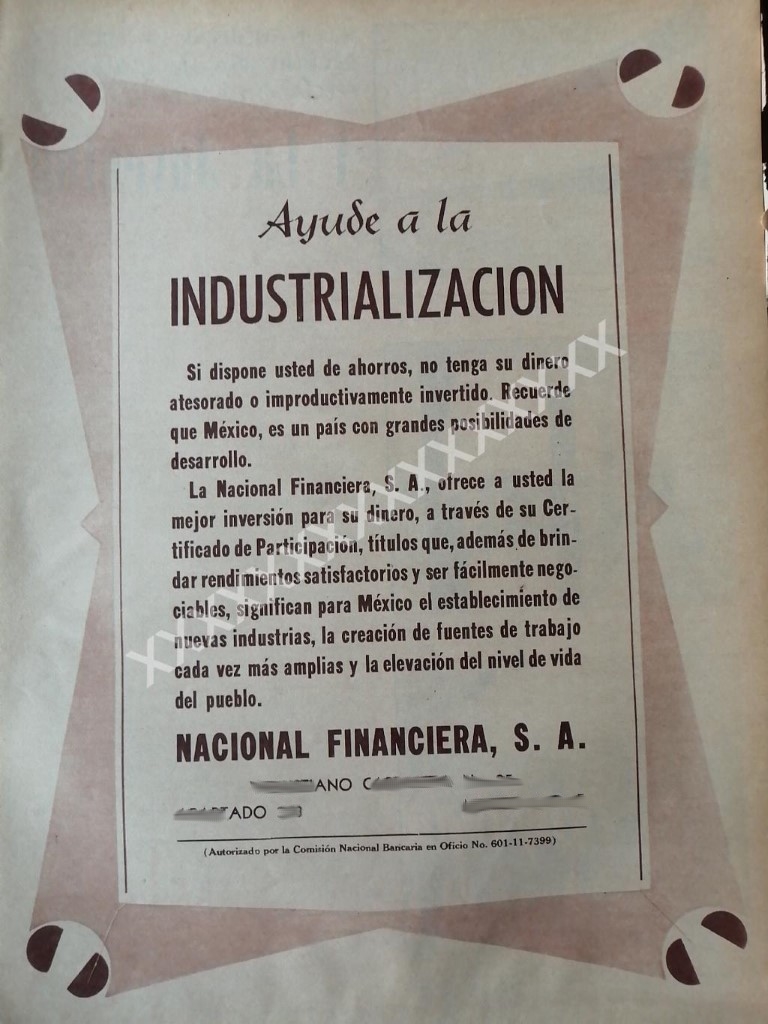 Ayude a la
INDUSTRIALIZACION
Si dispone usted de ahorros, no tenga su dinero
atesorado o improductivamente invertido. Recuerde
que México, es un país con grandes posibilidades de
desarrollo.
La Nacional Financiera, S. A., ofrece a usted la
mejor inversión para su dinero, a través de su Cer-
tificado de Participación, títulos que, además de brin-
dar rendimientos satisfactorios y ser fácilmente nego-
ciables, significan para México el establecimiento de
nuevas industrias, la creación de fuentes de trabajo
cada vez más amplias y la elevación del nivel de vida
del pueblo.
NACIONAL FINANCIERA, S. A.
(Autorizado por la Comisión Nacional Bancaria en Oficio No. 601-11-7399)
XXXXXXXXXXXXXXXXX